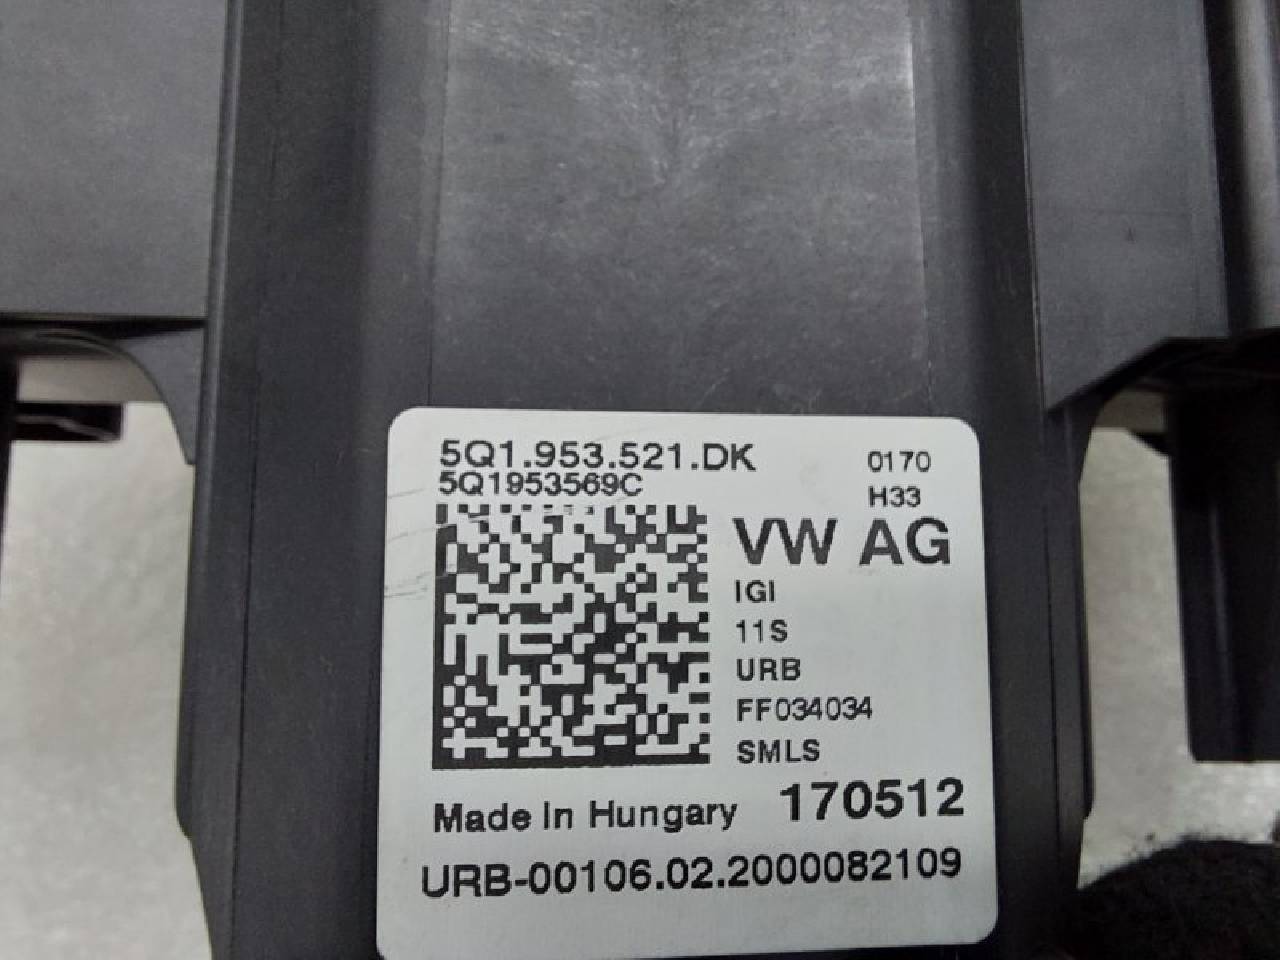 5Q1.953.521.DK
0170
5Q1953569C
H33
VW AG
IGI
11S
URB
FF034034
SMLS
Made In Hungary 170512
URB-00106.02.2000082109